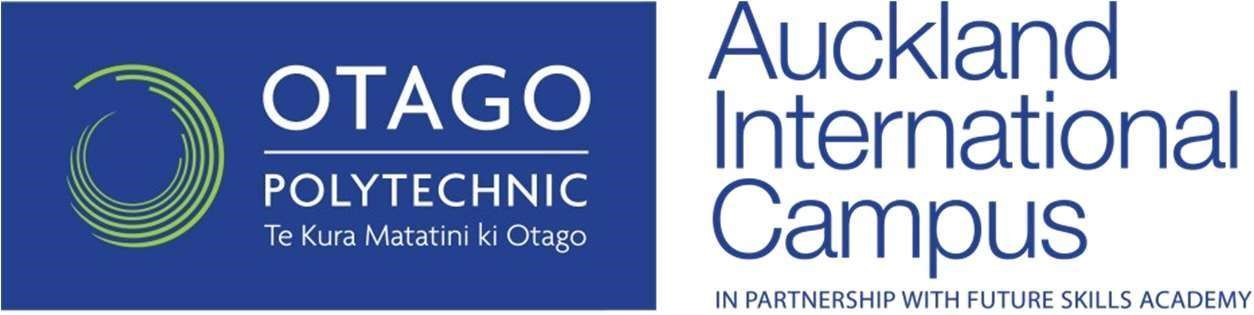 OTAGO
POLYTECHNIC
Te Kura Matatini ki Otago
Auckland
International
Campus
IN PARTNERSHIP WITH FUTURE SKILLS ACADEMY